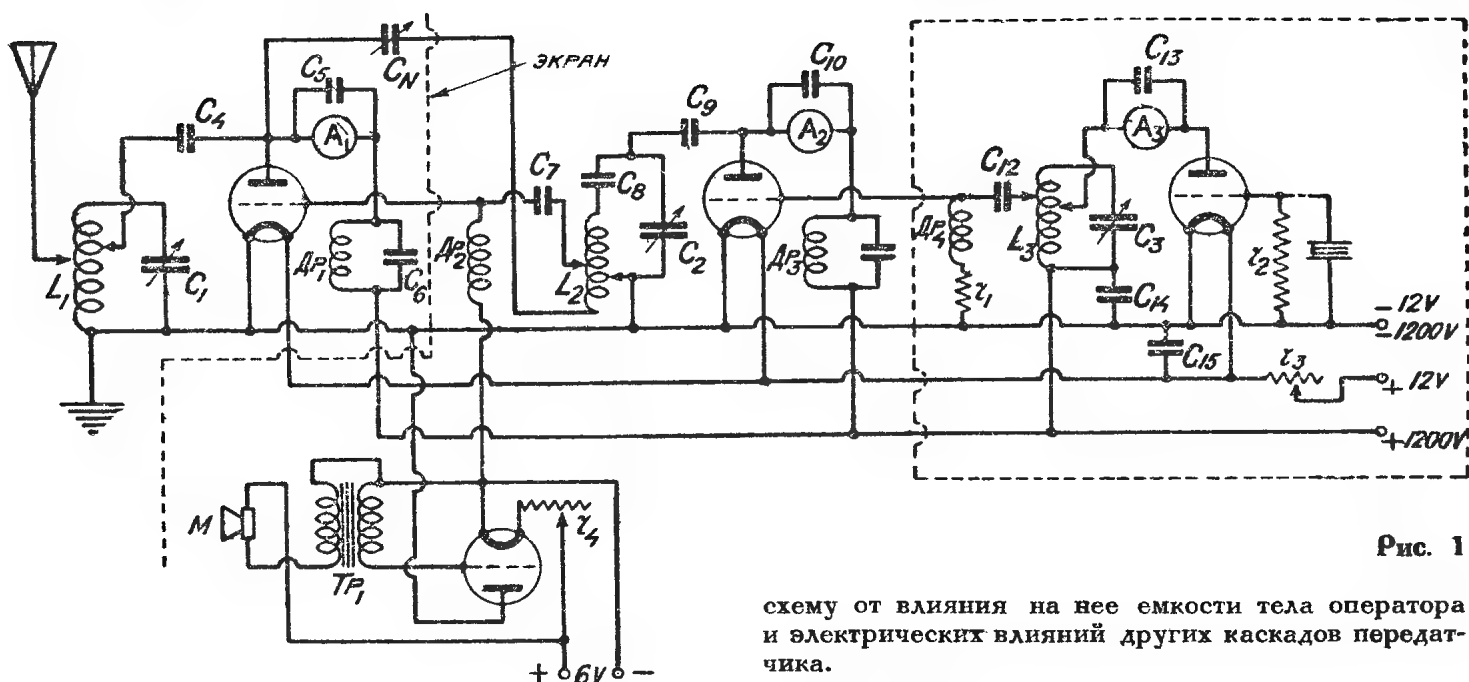 C₅
C_N
ЭКРАН
C₁₀
C₁₃
C₄
A₁
C₉
A₂
A₃
C₇
C₈
C₁₂
L₁
C₁
Др₁
C₆
Др₂
L₂
C₂
Др₃
Др₄
r₁
L₃
C₃
C₁₄
r₂
– 12V
– 1200V
C₁₅
r₃
+ 12V
+ 1200V
М
Тр₁
r₄
+ 6V –
Рис. 1
схему от влияния на нее емкости тела оператора
и электрических влияний других каскадов передат-
чика.